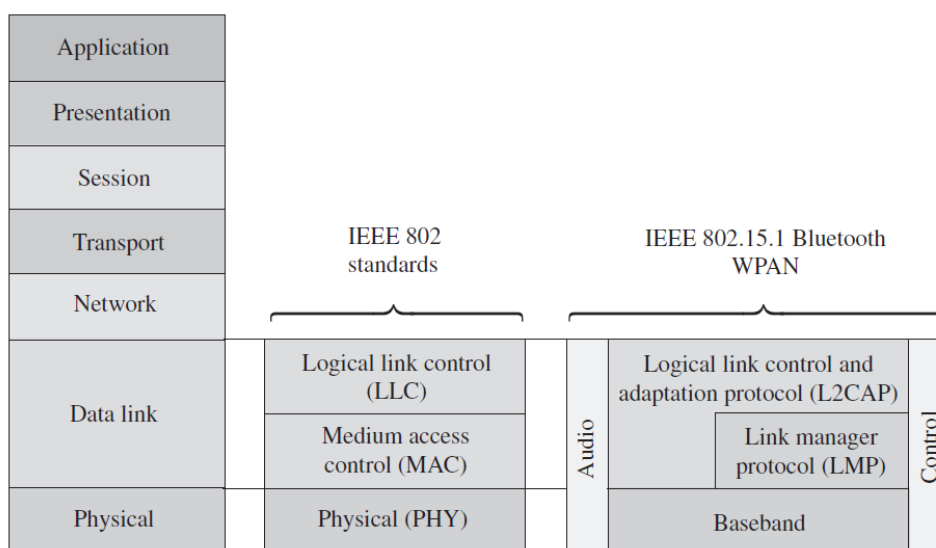 Application
Presentation
Session
Transport
Network
Data link
Physical
IEEE 802
standards
Logical link control
(LLC)
Medium access
control (MAC)
Physical (PHY)
IEEE 802.15.1 Bluetooth
WPAN
Audio
Logical link control and
adaptation protocol (L2CAP)
Link manager
protocol (LMP)
Baseband
Control